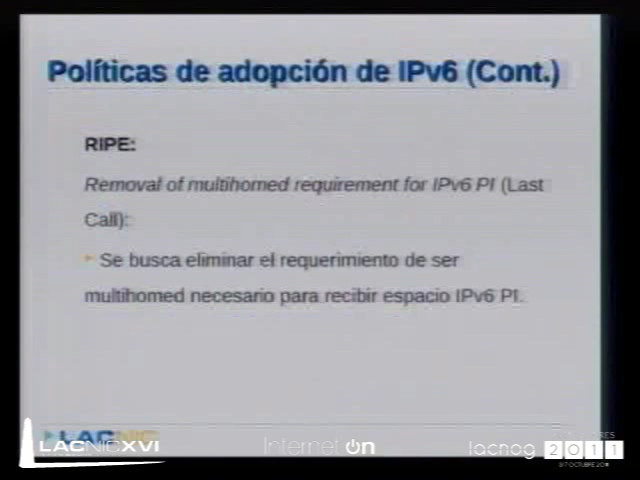 Políticas de adopción de IPv6 (Cont.)
RIPE:
Removal of multihomed requirement for IPv6 PI (Last
Call):
Se busca eliminar el requerimiento de ser
multihomed necesario para recibir espacio IPv6 PI.
LACNIC
LACNICXVI
Internet ON
lacnog
2011